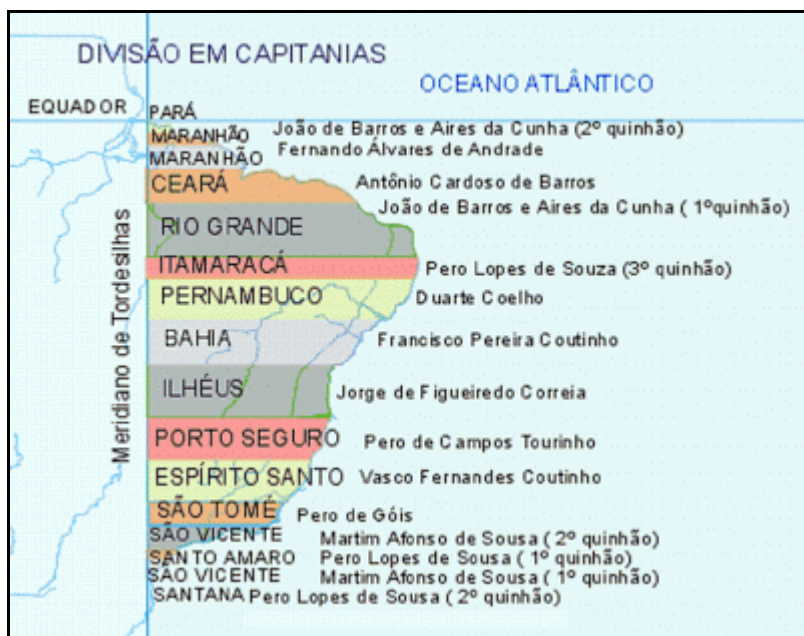 DIVISÃO EM CAPITANIAS
OCEANO ATLÂNTICO
EQUADOR
PARÁ
MARANHÃO João de Barros e Aires da Cunha (2º quinhão)
MARANHÃO Fernando Álvares de Andrade
CEARÁ Antônio Cardoso de Barros
João de Barros e Aires da Cunha ( 1ºquinhão)
RIO GRANDE
ITAMARACÁ Pero Lopes de Souza (3º quinhão)
PERNAMBUCO Duarte Coelho
BAHIA Francisco Pereira Coutinho
ILHÉUS Jorge de Figueiredo Correia
PORTO SEGURO Pero de Campos Tourinho
ESPÍRITO SANTO Vasco Fernandes Coutinho
SÃO TOMÉ Pero de Góis
SÃO VICENTE Martim Afonso de Sousa ( 2º quinhão)
SANTO AMARO Pero Lopes de Sousa ( 1º quinhão)
SÃO VICENTE Martim Afonso de Sousa ( 1º quinhão)
SANTANA Pero Lopes de Sousa ( 2º quinhão)
Meridiano de Tordesilhas